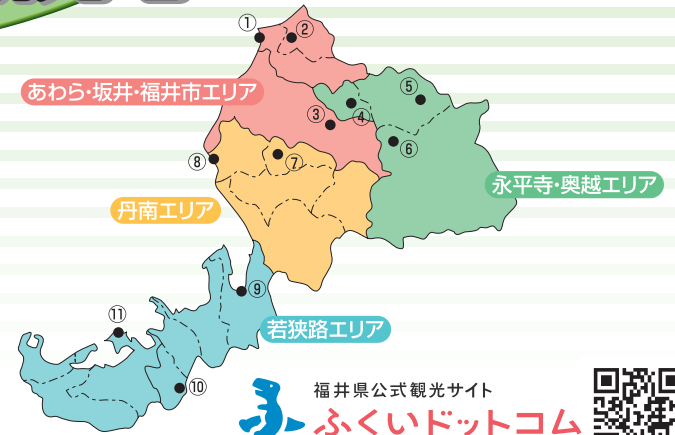 ①
②
あわら・坂井・福井市エリア
③
④
⑤
⑥
⑧
⑦
永平寺・奥越エリア
丹南エリア
⑨
⑪
若狭路エリア
⑩
福井県公式観光サイト
ふくいドットコム